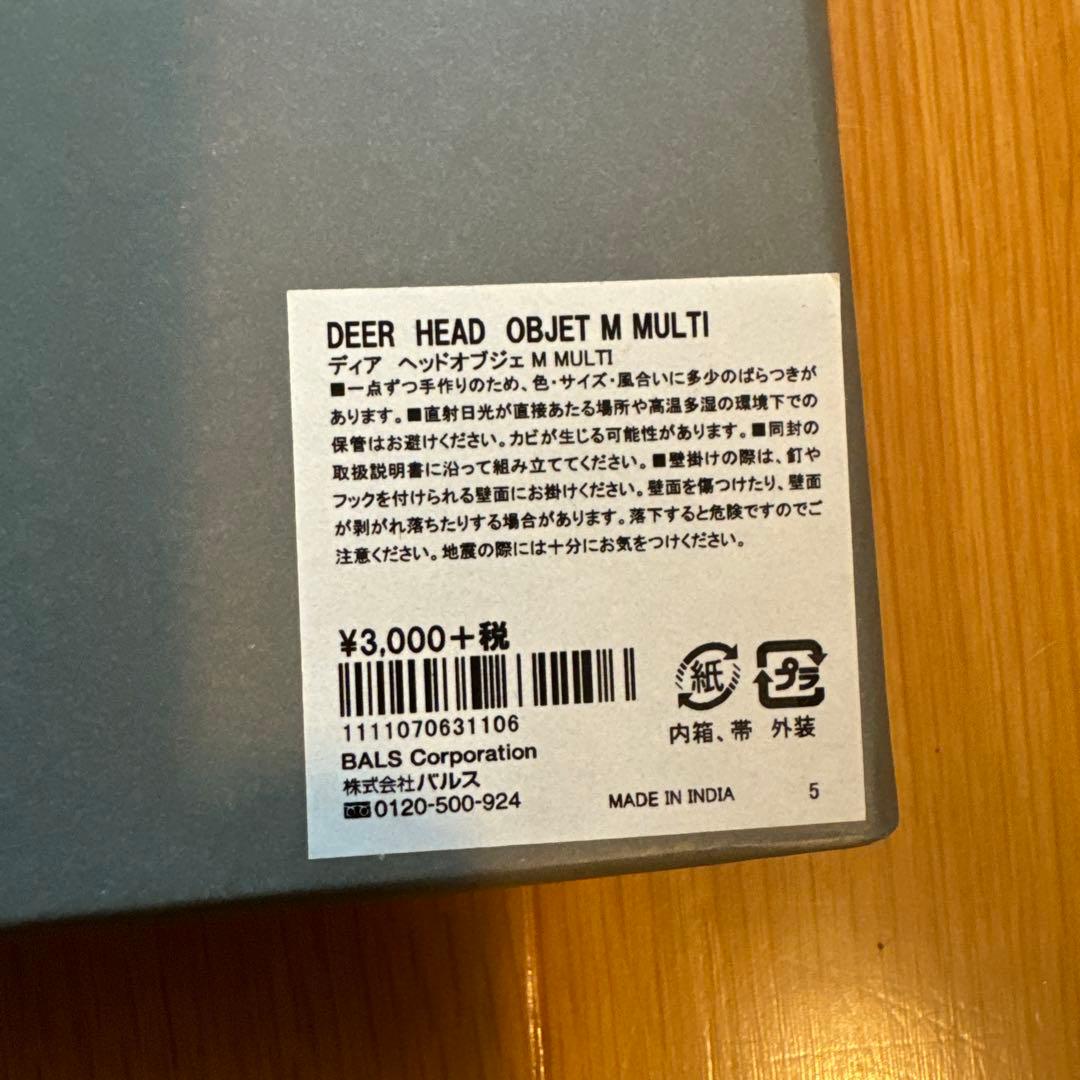 DEER HEAD OBJET M MULTI
ディア ヘッドオブジェ M MULTI
■一点ずつ手作りのため、色・サイズ・風合いに多少のばらつきが
あります。■直射日光が直接あたる場所や高温多湿の環境下での
保管はお避けください。カビが生じる可能性があります。■同封の
取扱説明書に沿って組み立ててください。■壁掛けの際は、釘や
フックを付けられる壁面にお掛けください。壁面を傷つけたり、壁面
が剥がれ落ちたりする場合があります。落下すると危険ですのでご
注意ください。地震の際には十分にお気をつけください。
¥3,000+税
1111070631106
BALS Corporation
株式会社バルス
0120-500-924
紙 プラ
内箱、帯 外装
MADE IN INDIA 5